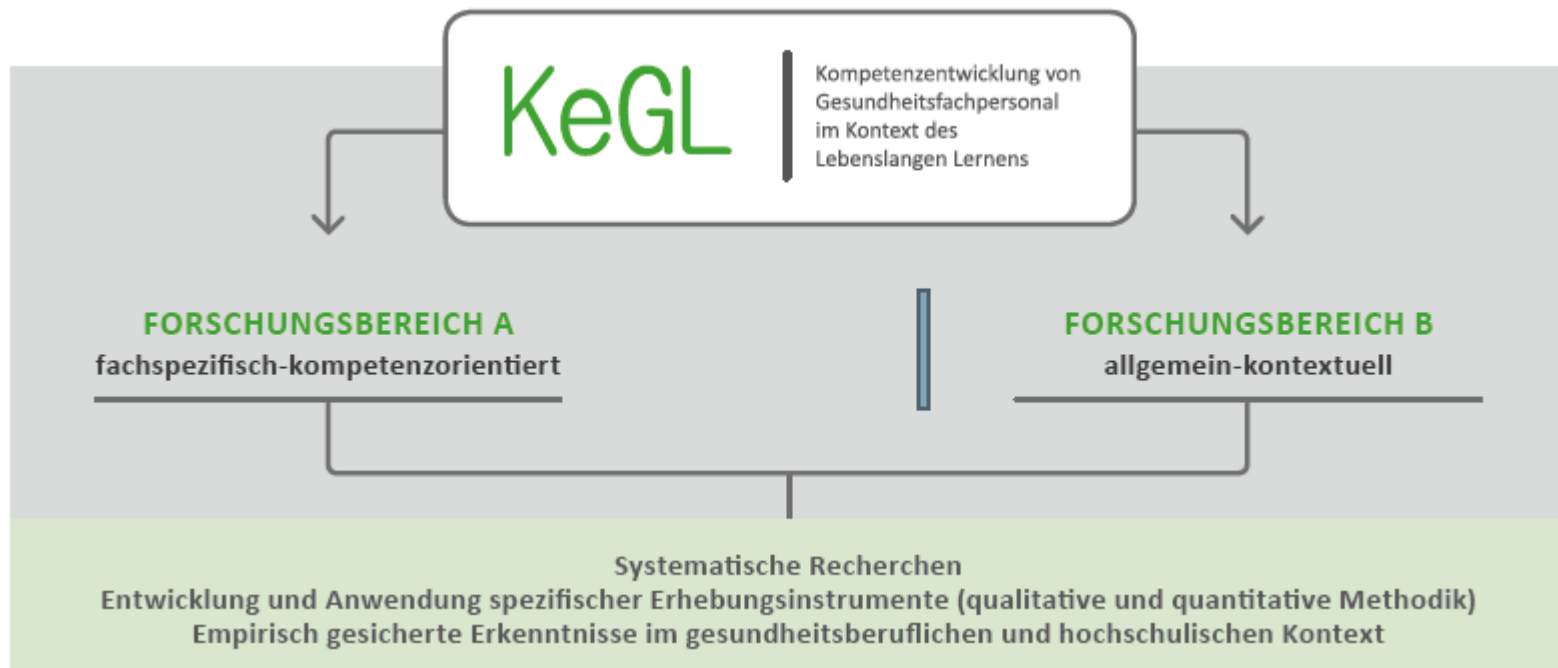 KeGL
Kompetenzentwicklung von
Gesundheitsfachpersonal
im Kontext des
Lebenslangen Lernens
FORSCHUNGSBEREICH A
fachspezifisch-kompetenzorientiert
FORSCHUNGSBEREICH B
allgemein-kontextuell
Systematische Recherchen
Entwicklung und Anwendung spezifischer Erhebungsinstrumente (qualitative und quantitative Methodik)
Empirisch gesicherte Erkenntnisse im gesundheitsberuflichen und hochschulischen Kontext